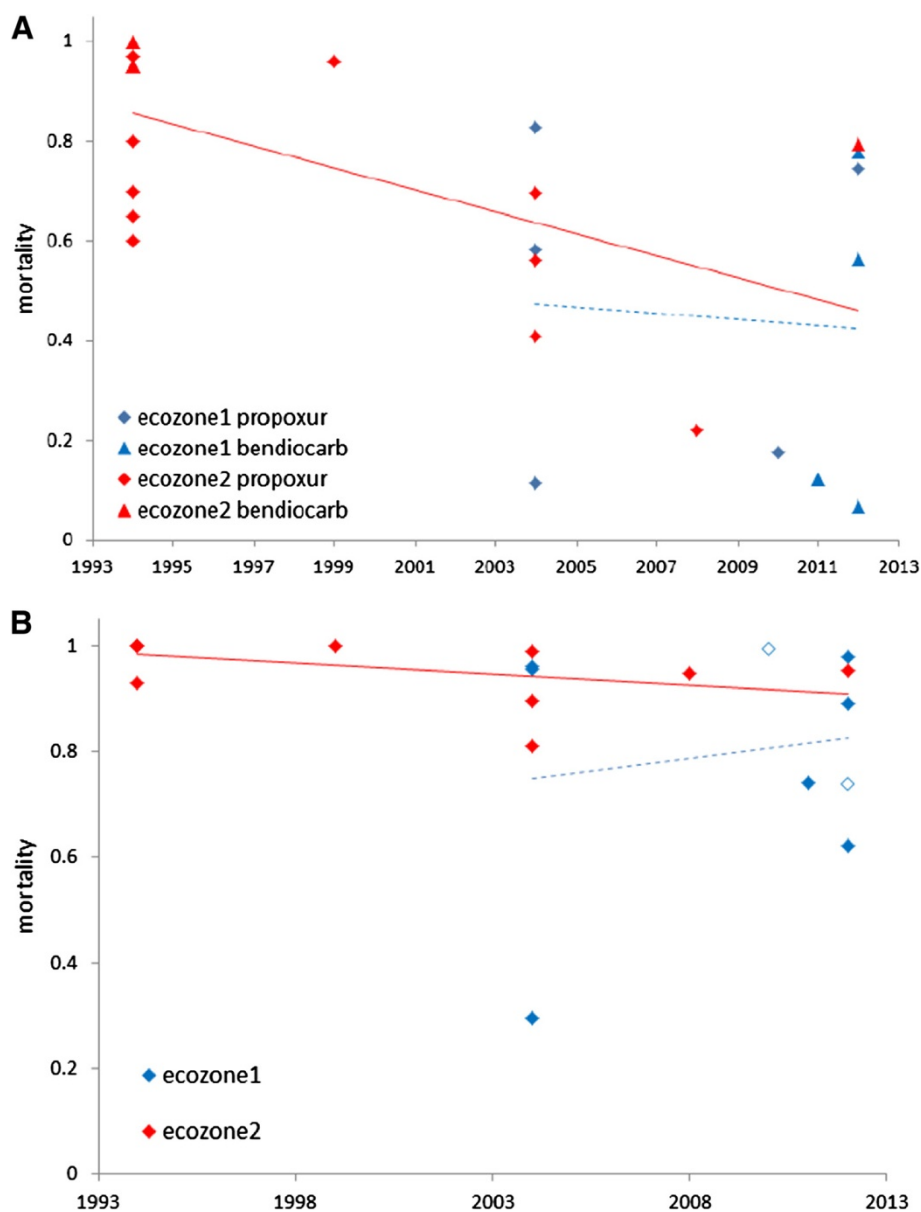 A
1
0.8
0.6
0.4
0.2
0
mortality
ecozone1 propoxur
ecozone1 bendiocarb
ecozone2 propoxur
ecozone2 bendiocarb
1993 1995 1997 1999 2001 2003 2005 2007 2009 2011 2013
B
1
0.8
0.6
0.4
0.2
0
mortality
ecozone1
ecozone2
1993 1998 2003 2008 2013